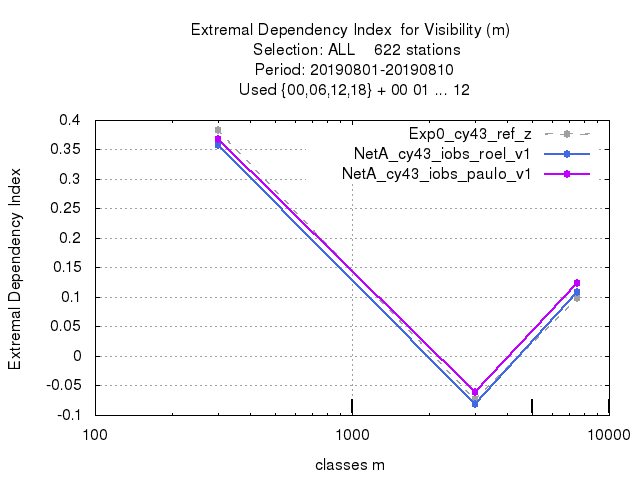 Extremal Dependency Index  for Visibility (m)
Selection: ALL    622 stations
Period: 20190801-20190810
Used {00,06,12,18} + 00 01 ... 12
Exp0_cy43_ref_z
NetA_cy43_iobs_roel_v1
NetA_cy43_iobs_paulo_v1
Extremal Dependency Index
0.4
0.35
0.3
0.25
0.2
0.15
0.1
0.05
0
-0.05
-0.1
100
1000
10000
classes m